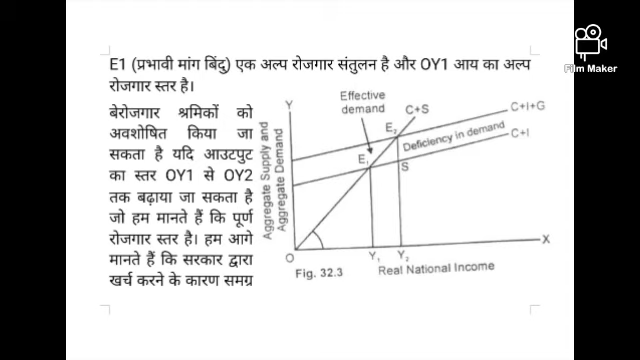 E1 (प्रभावी मांग बिंदु) एक अल्प रोजगार संतुलन है और OY1 आय का अल्प
रोजगार स्तर है।
बेरोजगार श्रमिकों को
अवशोषित किया जा
सकता है यदि आउटपुट
का स्तर OY1 से OY2
तक बढ़ाया जा सकता है
जो हम मानते हैं कि पूर्ण
रोजगार स्तर है। हम आगे
मानते हैं कि सरकार द्वारा
खर्च करने के कारण समग्र
Aggregate Supply and
Aggregate Demand
Y
Effective
demand
C+S
C+I+G
E2
Deficiency in demand
C+I
E1
S
O
Y1
Y2
X
Fig. 32.3
Real National Income
Film Maker